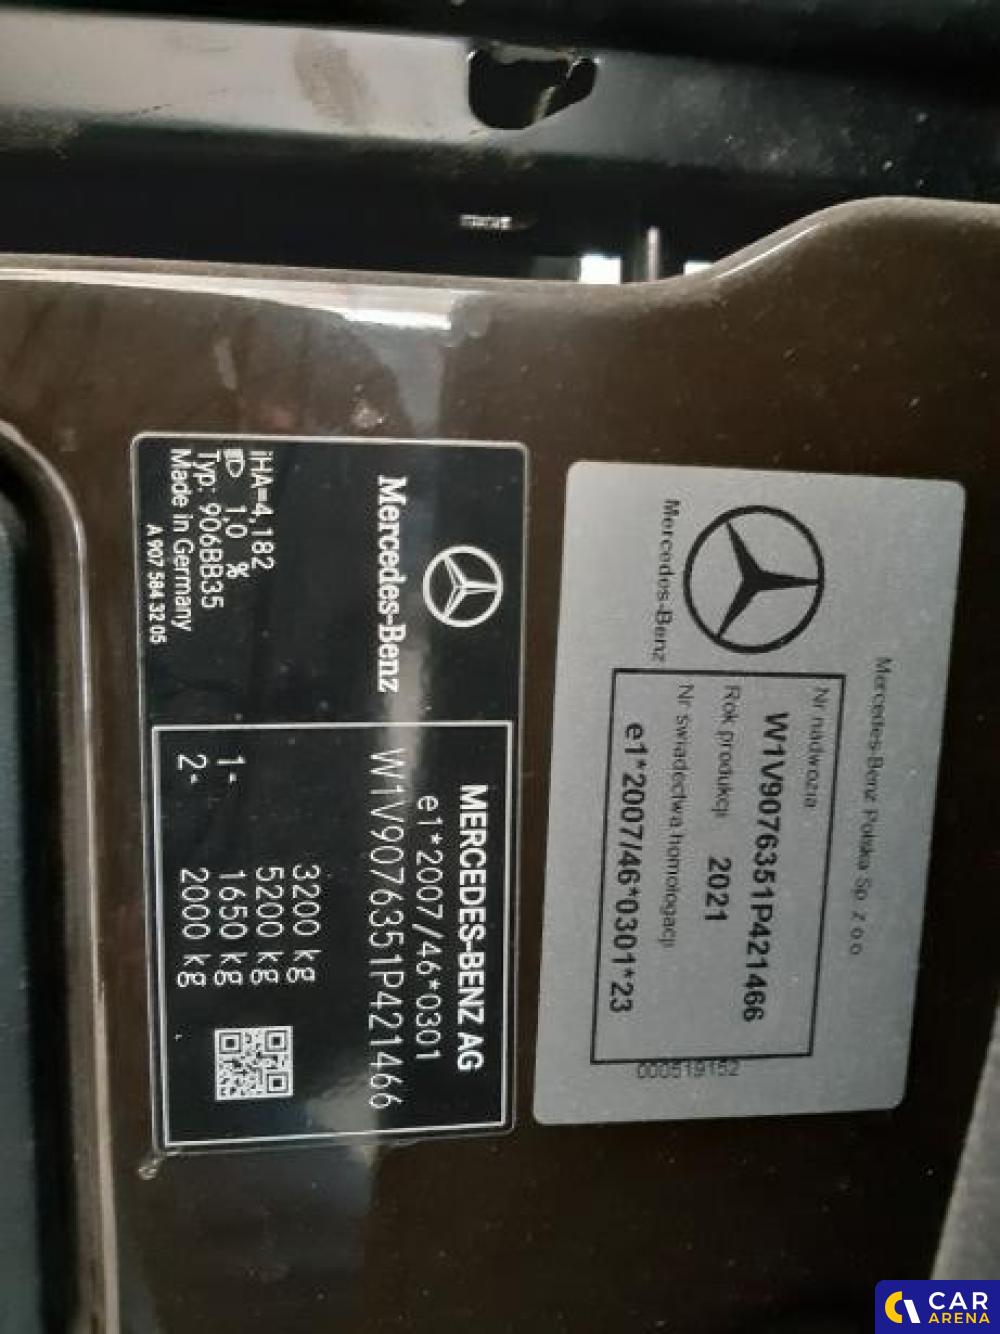 Mercedes-Benz Polska Sp. z o o
Mercedes-Benz
Nr nadwozia
W1V9076351P421466
Rok produkcji 2021
Nr świadectwa homologacji
e1*2007/46*0301*23
000519152
Mercedes-Benz
iHA=4,182
1,0 %
Typ: 906BB35
Made in Germany
A 907 584 32 05
MERCEDES-BENZ AG
e1*2007/46*0301
W1V9076351P421466
3200 kg
5200 kg
1- 1650 kg
2- 2000 kg
CAR
ARENA